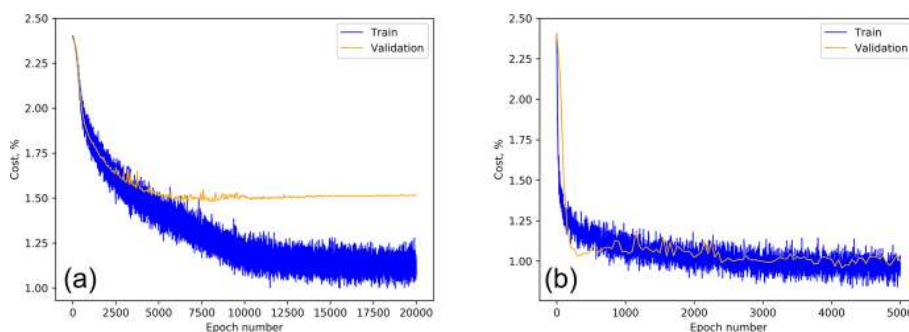 2.50
2.25
2.00
1.75
1.50
1.25
1.00
Cost, %
0 2500 5000 7500 10000 12500 15000 17500 20000
Epoch number
Train
Validation
(a)
2.50
2.25
2.00
1.75
1.50
1.25
1.00
Cost, %
0 1000 2000 3000 4000 5000
Epoch number
Train
Validation
(b)